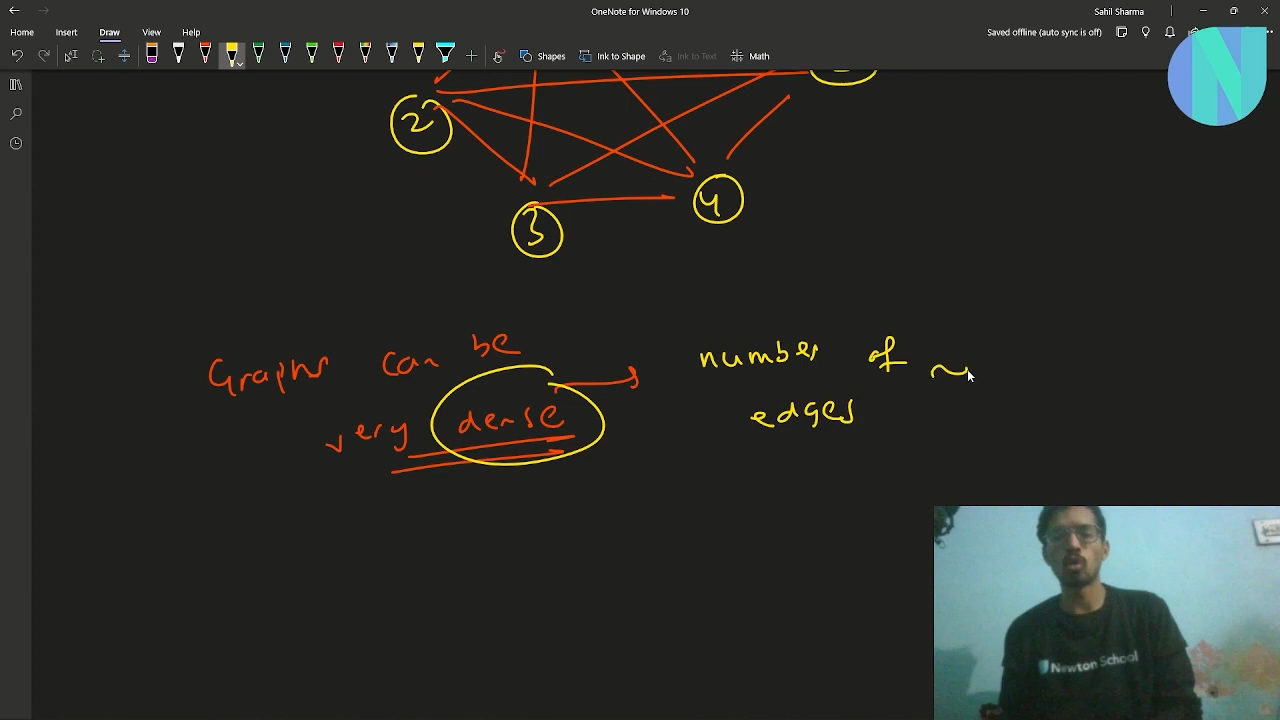 OneNote for Windows 10
Sahil Sharma
Home Insert Draw View Help
Saved offline (auto sync is off)
Shapes Ink to Shape Ink to Text Math
2
3
4
Graphs can be
very dense
number of ~
edges
Newton School